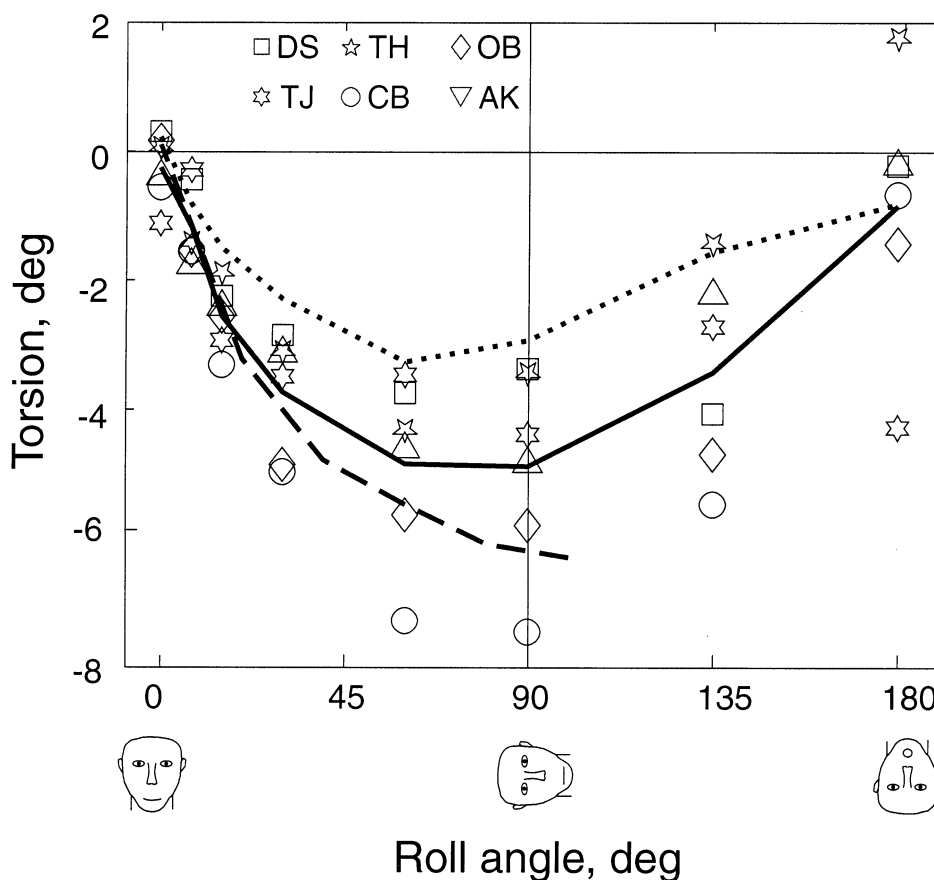 2
DS TH OB
TJ CB AK
0
-2
-4
-6
-8
Torsion, deg
0 45 90 135 180
Roll angle, deg